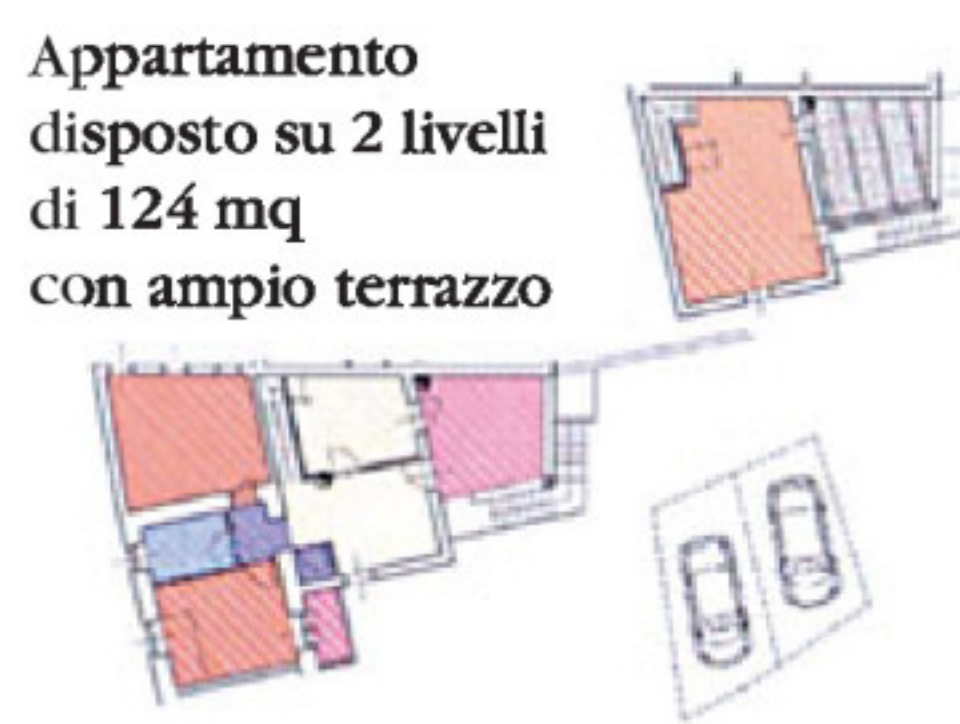 Appartamento
disposto su 2 livelli
di 124 mq
con ampio terrazzo